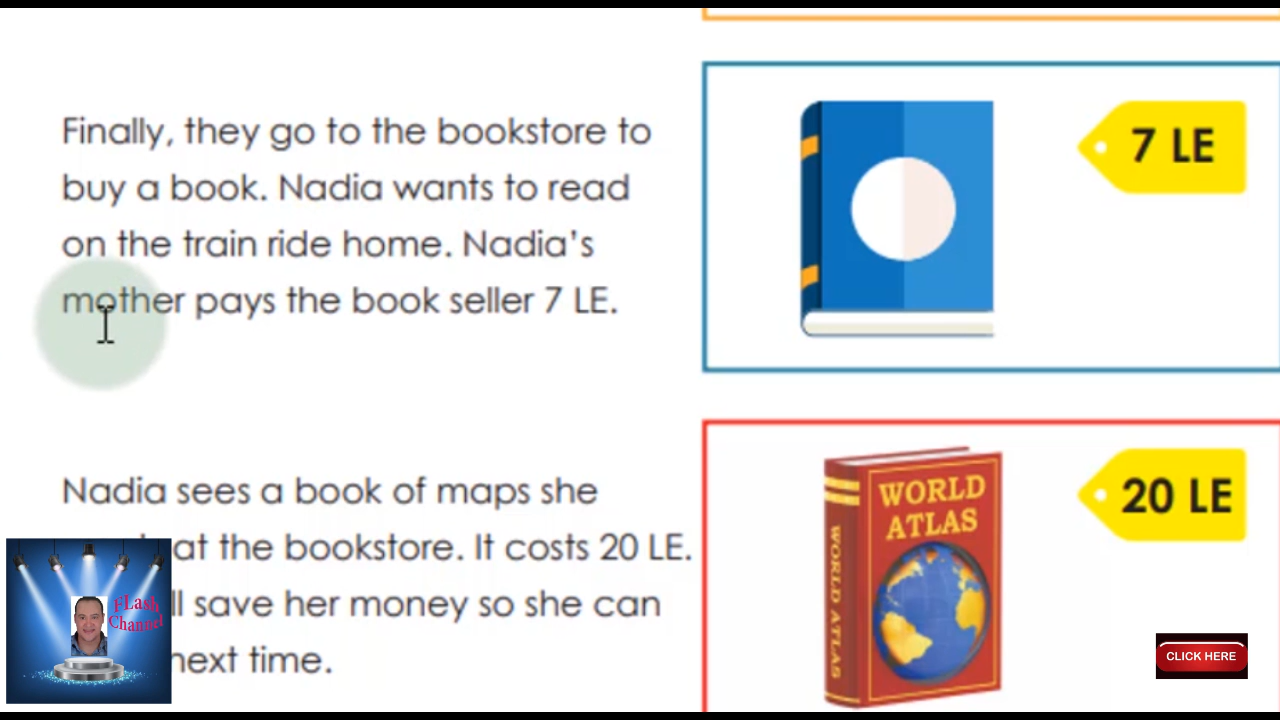 Finally, they go to the bookstore to
buy a book. Nadia wants to read
on the train ride home. Nadia's
mother pays the book seller 7 LE.
7 LE
Nadia sees a book of maps she
at the bookstore. It costs 20 LE.
save her money so she can
next time.
WORLD
ATLAS
WORLD ATLAS
20 LE
FLash
Channel
CLICK HERE